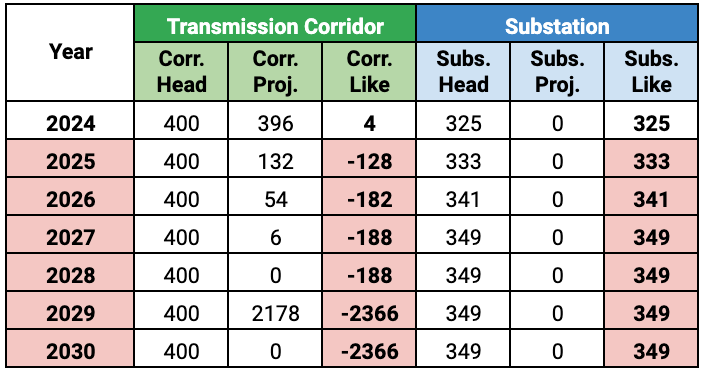 Year Transmission Corridor Substation
Corr. Head Corr. Proj. Corr. Like Subs. Head Subs. Proj. Subs. Like
2024 400 396 4 325 0 325
2025 400 132 -128 333 0 333
2026 400 54 -182 341 0 341
2027 400 6 -188 349 0 349
2028 400 0 -188 349 0 349
2029 400 2178 -2366 349 0 349
2030 400 0 -2366 349 0 349